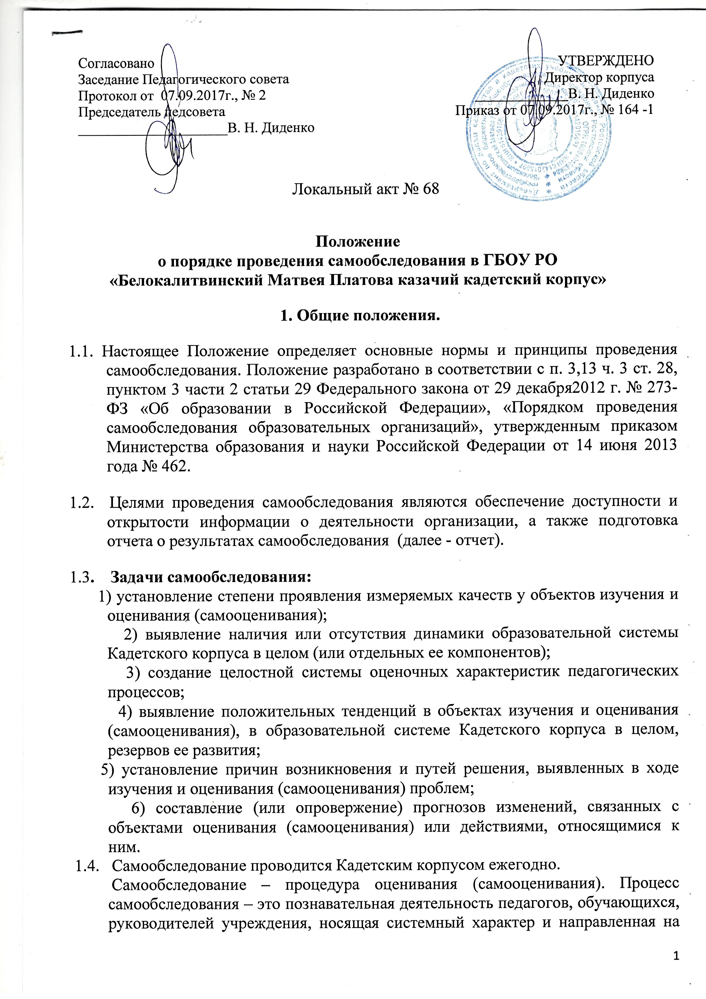 Согласовано
Заседание Педагогического совета
Протокол от 07.09.2017г., № 2
Председатель педсовета
__________________В. Н. Диденко
УТВЕРЖДЕНО
Директор корпуса
____________В. Н. Диденко
Приказ от 07.09.2017г., № 164 -1
Локальный акт № 68
Положение
о порядке проведения самообследования в ГБОУ РО
«Белокалитвинский Матвея Платова казачий кадетский корпус»
1. Общие положения.
1.1. Настоящее Положение определяет основные нормы и принципы проведения
самообследования. Положение разработано в соответствии с п. 3,13 ч. 3 ст. 28,
пунктом 3 части 2 статьи 29 Федерального закона от 29 декабря2012 г. № 273-
ФЗ «Об образовании в Российской Федерации», «Порядком проведения
самообследования образовательных организаций», утвержденным приказом
Министерства образования и науки Российской Федерации от 14 июня 2013
года № 462.
1.2. Целями проведения самообследования являются обеспечение доступности и
открытости информации о деятельности организации, а также подготовка
отчета о результатах самообследования (далее - отчет).
1.3. Задачи самообследования:
1) установление степени проявления измеряемых качеств у объектов изучения и
оценивания (самооценивания);
2) выявление наличия или отсутствия динамики образовательной системы
Кадетского корпуса в целом (или отдельных ее компонентов);
3) создание целостной системы оценочных характеристик педагогических
процессов;
4) выявление положительных тенденций в объектах изучения и оценивания
(самооценивания), в образовательной системе Кадетского корпуса в целом,
резервов ее развития;
5) установление причин возникновения и путей решения, выявленных в ходе
изучения и оценивания (самооценивания) проблем;
6) составление (или опровержение) прогнозов изменений, связанных с
объектами оценивания (самооценивания) или действиями, относящимися к
ним.
1.4. Самообследование проводится Кадетским корпусом ежегодно.
Самообследование – процедура оценивания (самооценивания). Процесс
самообследования – это познавательная деятельность педагогов, обучающихся,
руководителей учреждения, носящая системный характер и направленная на
1